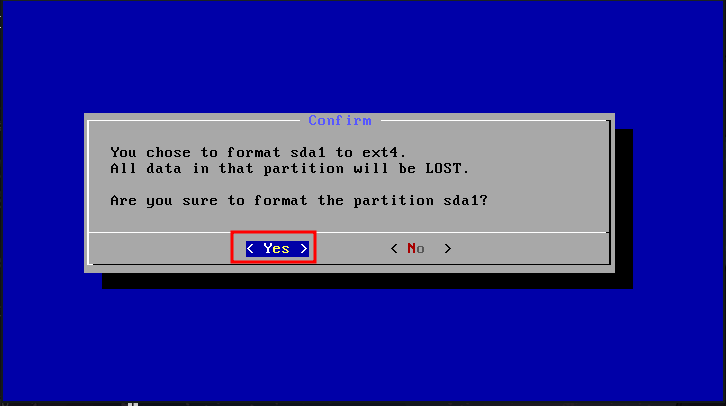 Confirm
You chose to format sda1 to ext4.
All data in that partition will be LOST.
Are you sure to format the partition sda1?
< Yes > < No >